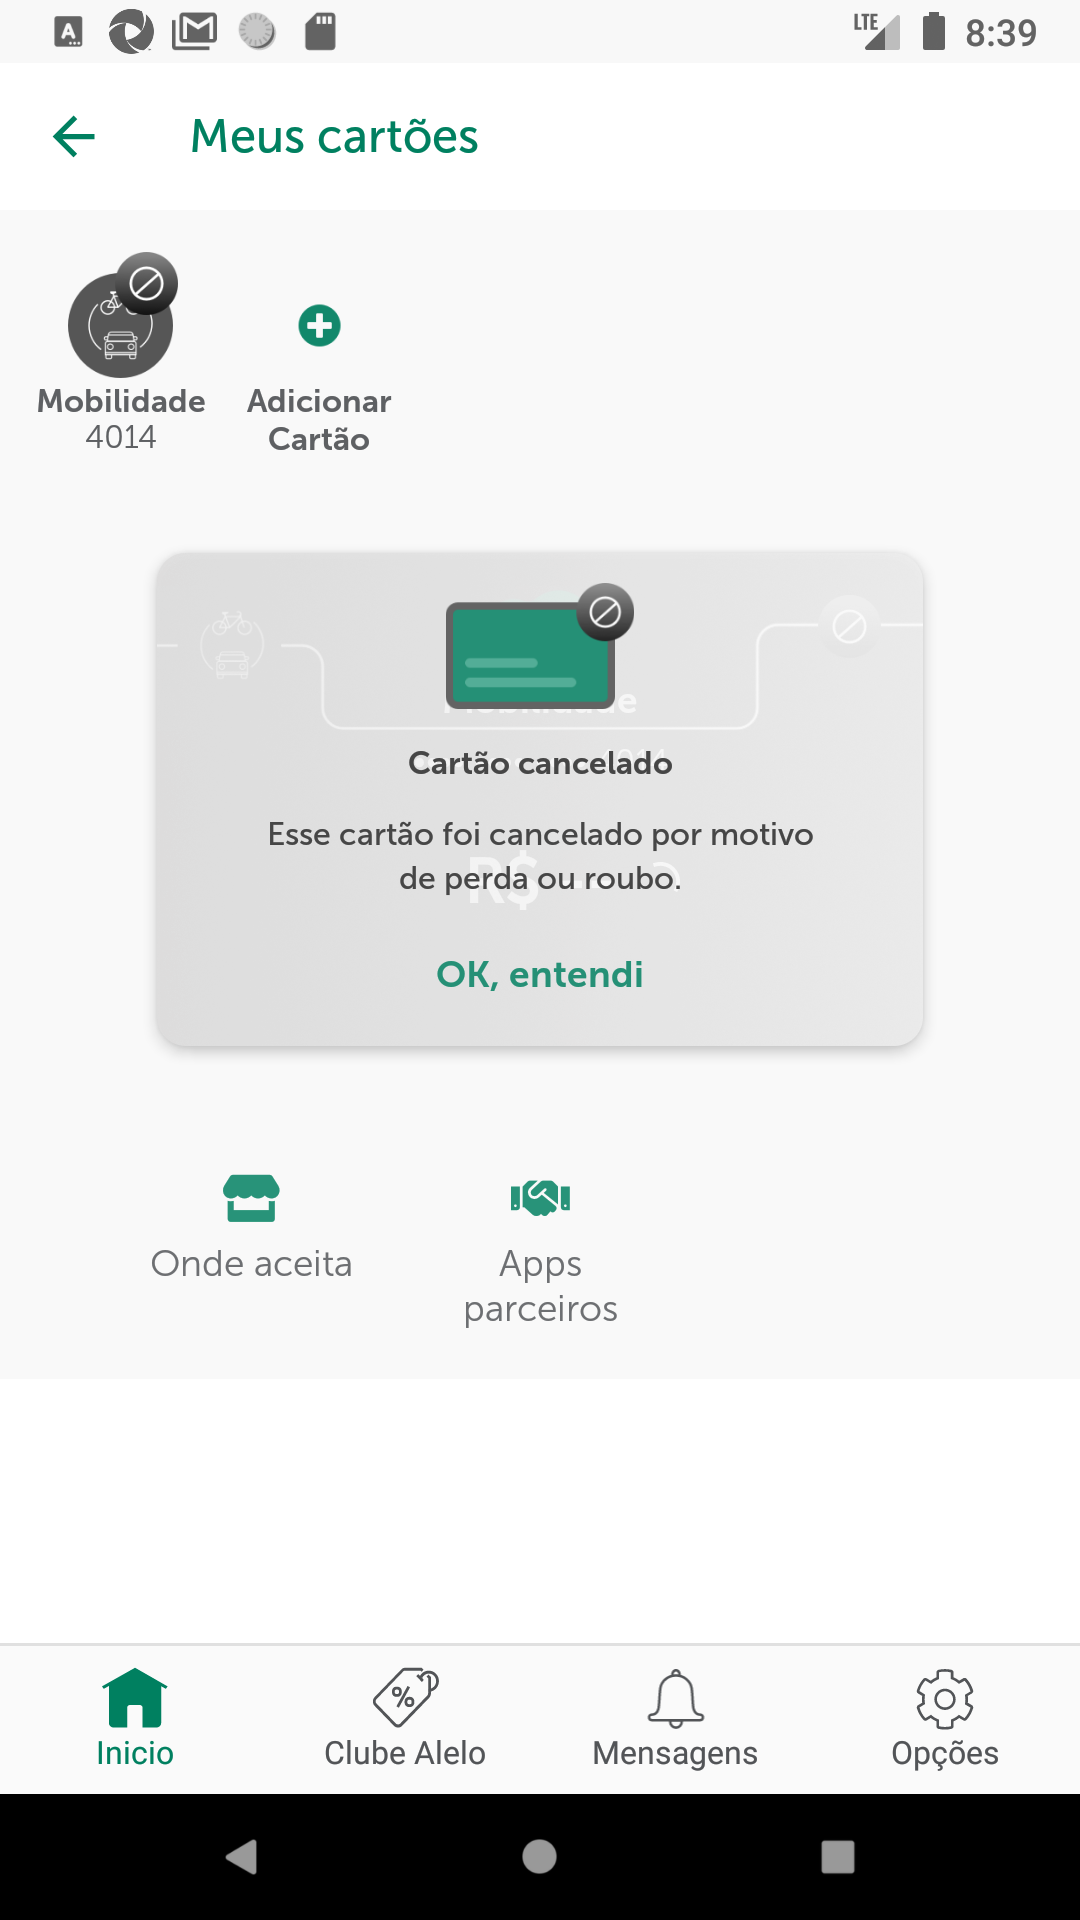 LTE 8:39
Meus cartões
Mobilidade
4014
Adicionar
Cartão
Cartão cancelado
Esse cartão foi cancelado por motivo
de perda ou roubo.
R$
OK, entendi
Onde aceita
Apps
parceiros
Inicio
Clube Alelo
Mensagens
Opções